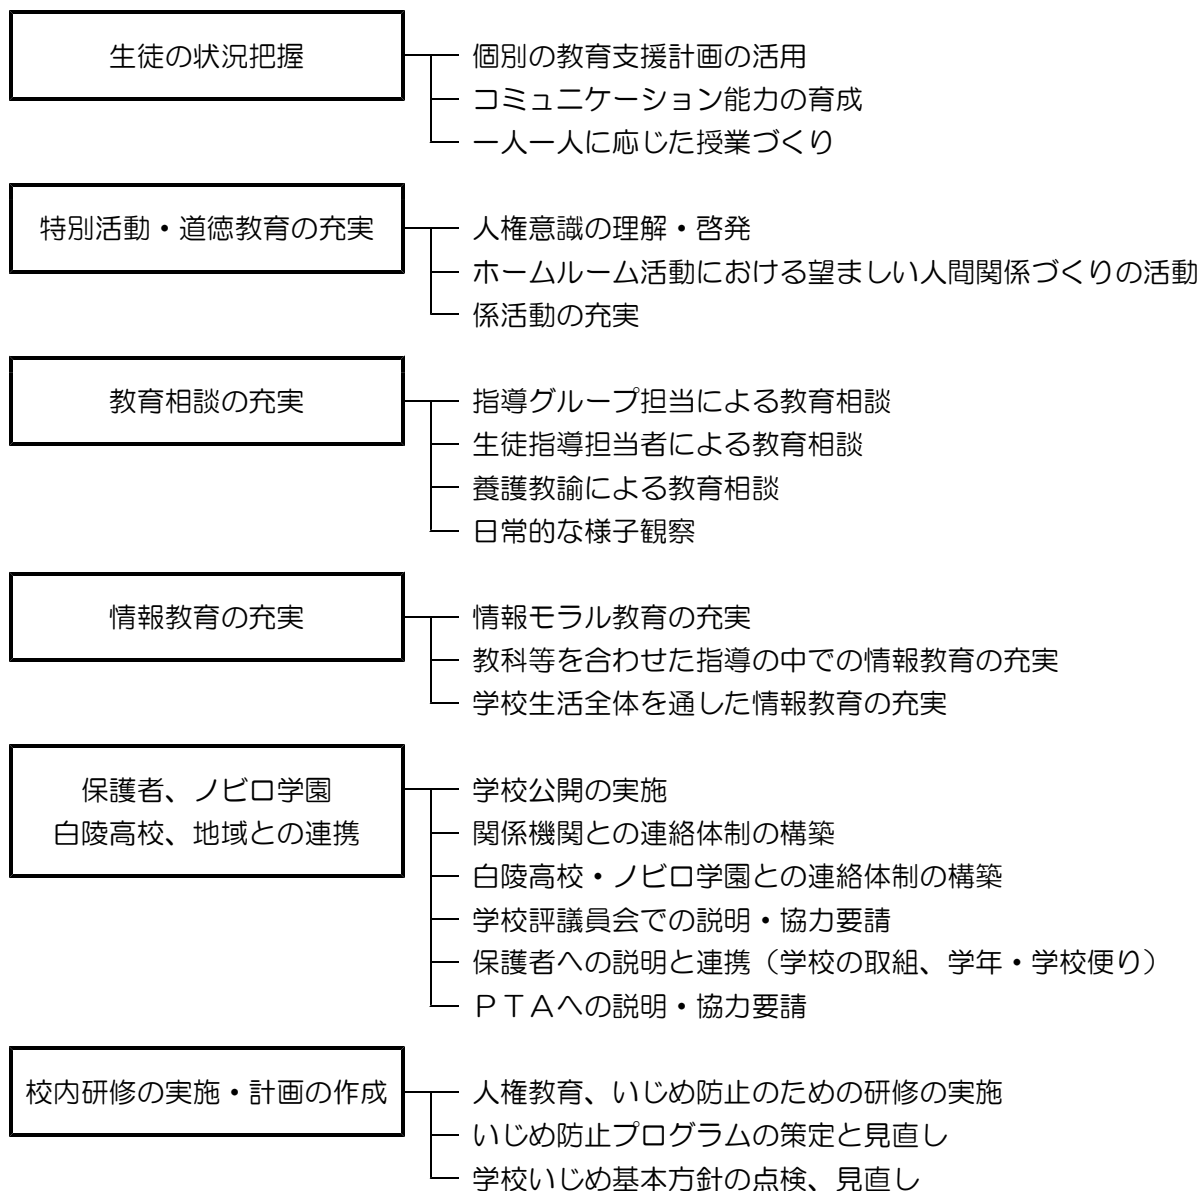 生徒の状況把握
個別の教育支援計画の活用
コミュニケーション能力の育成
一人一人に応じた授業づくり
特別活動・道徳教育の充実
人権意識の理解・啓発
ホームルーム活動における望ましい人間関係づくりの活動
係活動の充実
教育相談の充実
指導グループ担当による教育相談
生徒指導担当者による教育相談
養護教諭による教育相談
日常的な様子観察
情報教育の充実
情報モラル教育の充実
教科等を合わせた指導の中での情報教育の充実
学校生活全体を通した情報教育の充実
保護者、ノビロ学園
白陵高校、地域との連携
学校公開の実施
関係機関との連絡体制の構築
白陵高校・ノビロ学園との連絡体制の構築
学校評議員会での説明・協力要請
保護者への説明と連携（学校の取組、学年・学校便り）
ＰＴＡへの説明・協力要請
校内研修の実施・計画の作成
人権教育、いじめ防止のための研修の実施
いじめ防止プログラムの策定と見直し
学校いじめ基本方針の点検、見直し